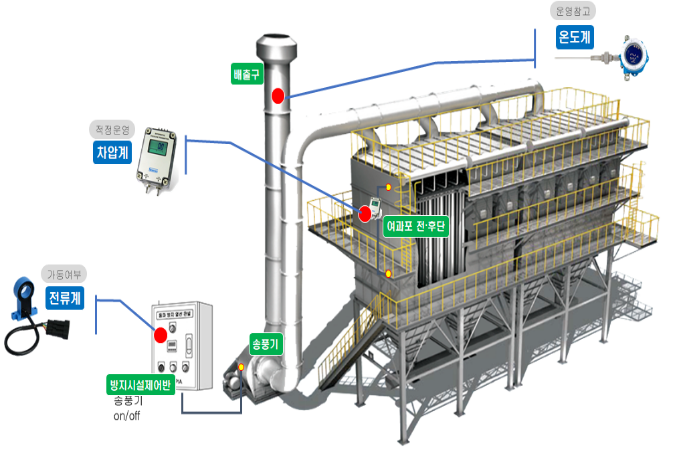 운영참고
온도계
배출구
적정운영
차압계
여과포 전·후단
가동여부
전류계
송풍기
방지시설제어반
송풍기
on/off